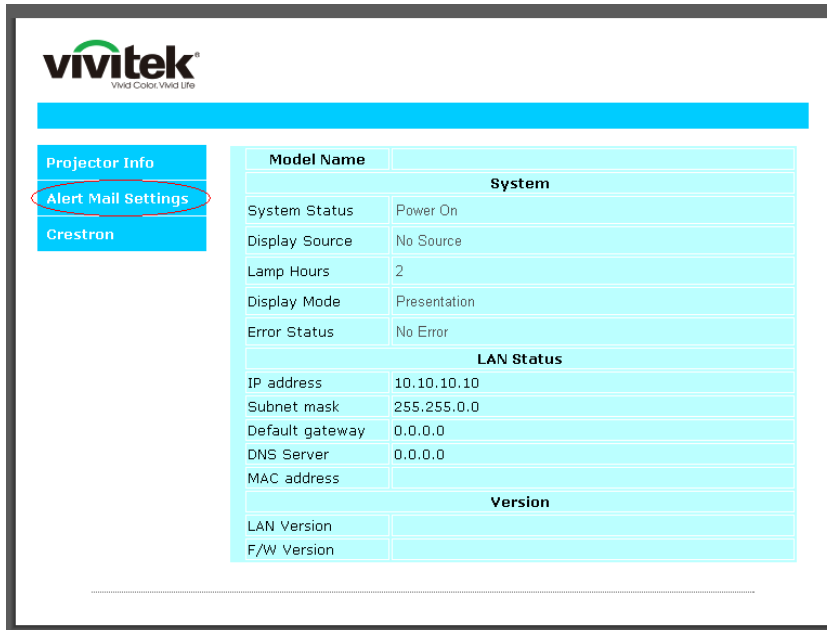 vivitek®
Vivid Color, Vivid Life
Projector Info
Alert Mail Settings
Crestron
Model Name
System
System Status Power On
Display Source No Source
Lamp Hours 2
Display Mode Presentation
Error Status No Error
LAN Status
IP address 10.10.10.10
Subnet mask 255.255.0.0
Default gateway 0.0.0.0
DNS Server 0.0.0.0
MAC address
Version
LAN Version
F/W Version